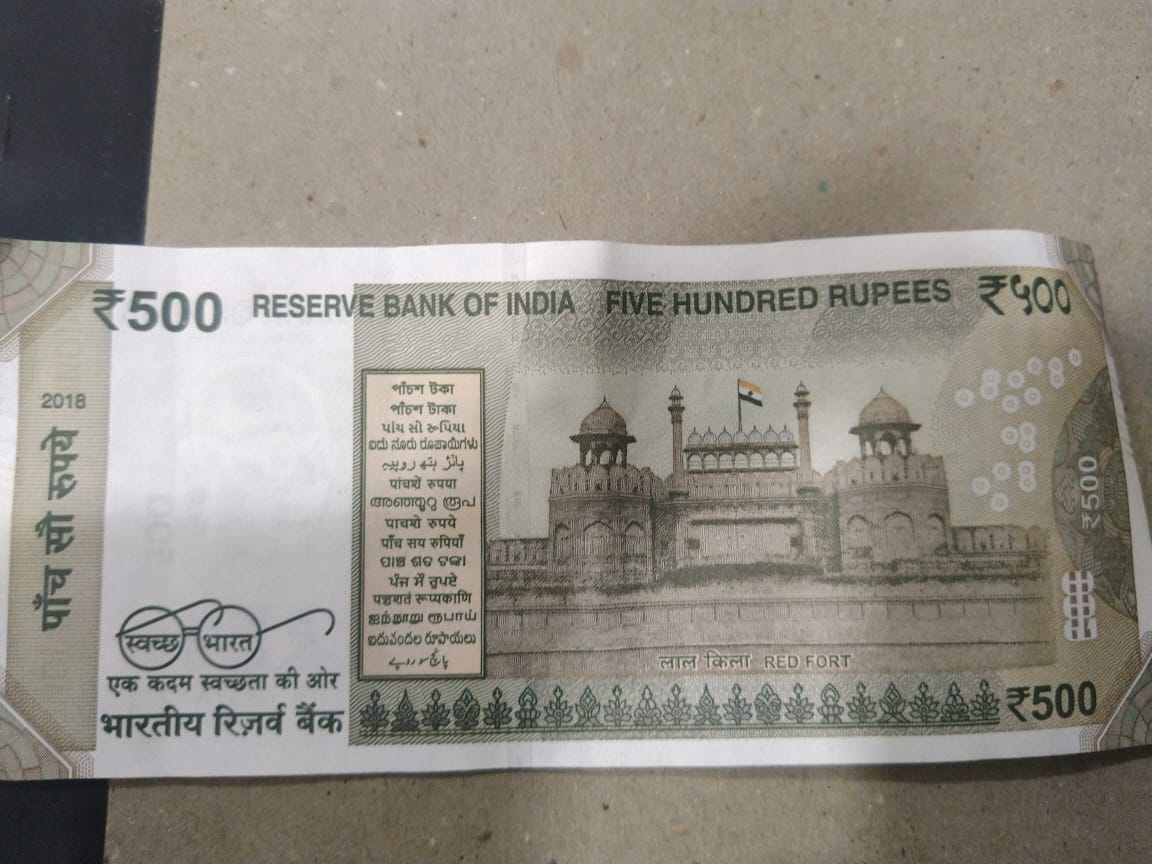 ₹500 RESERVE BANK OF INDIA FIVE HUNDRED RUPEES ₹५००
2018
पाँच सौ रुपये
পাঁচশ টকা
পাঁচশ টাকা
પાંચ સો રૂપિયા
ಐದು ನೂರು ರೂಪಾಯಿಗಳು
پانژ ہتھ روپیہ
पांचशें रुपया
അഞ്ഞൂറു രൂപ
पाचशे रुपये
पाँच सय रुपियाँ
ପାଞ୍ଚ ଶତ ଟଙ୍କା
ਪੰਜ ਸੌ ਰੁਪਏ
पञ्चशतं रूप्यकाणि
ஐந்நூறு ரூபாய்
ఐదువందల రూపాయలు
پانچ سو روپے
₹500
स्वच्छ भारत
एक कदम स्वच्छता की ओर
भारतीय रिज़र्व बैंक
लाल किला RED FORT
₹500